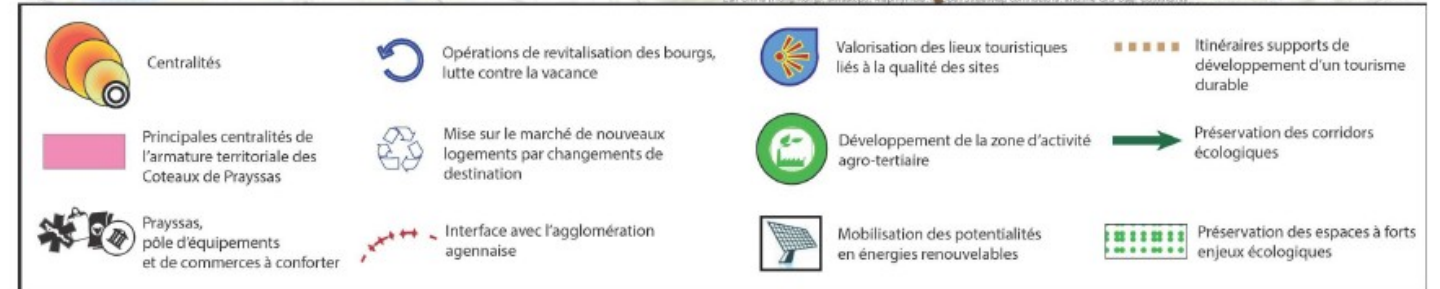 Centralités
Opérations de revitalisation des bourgs,
lutte contre la vacance
Valorisation des lieux touristiques
liés à la qualité des sites
Itinéraires supports de
développement d'un tourisme
durable
Principales centralités de
l'armature territoriale des
Coteaux de Prayssas
Mise sur le marché de nouveaux
logements par changements de
destination
Développement de la zone d'activité
agro-tertiaire
Préservation des corridors
écologiques
Prayssas,
pôle d'équipements
et de commerces à conforter
Interface avec l'agglomération
agennaise
Mobilisation des potentialités
en énergies renouvelables
Préservation des espaces à forts
enjeux écologiques